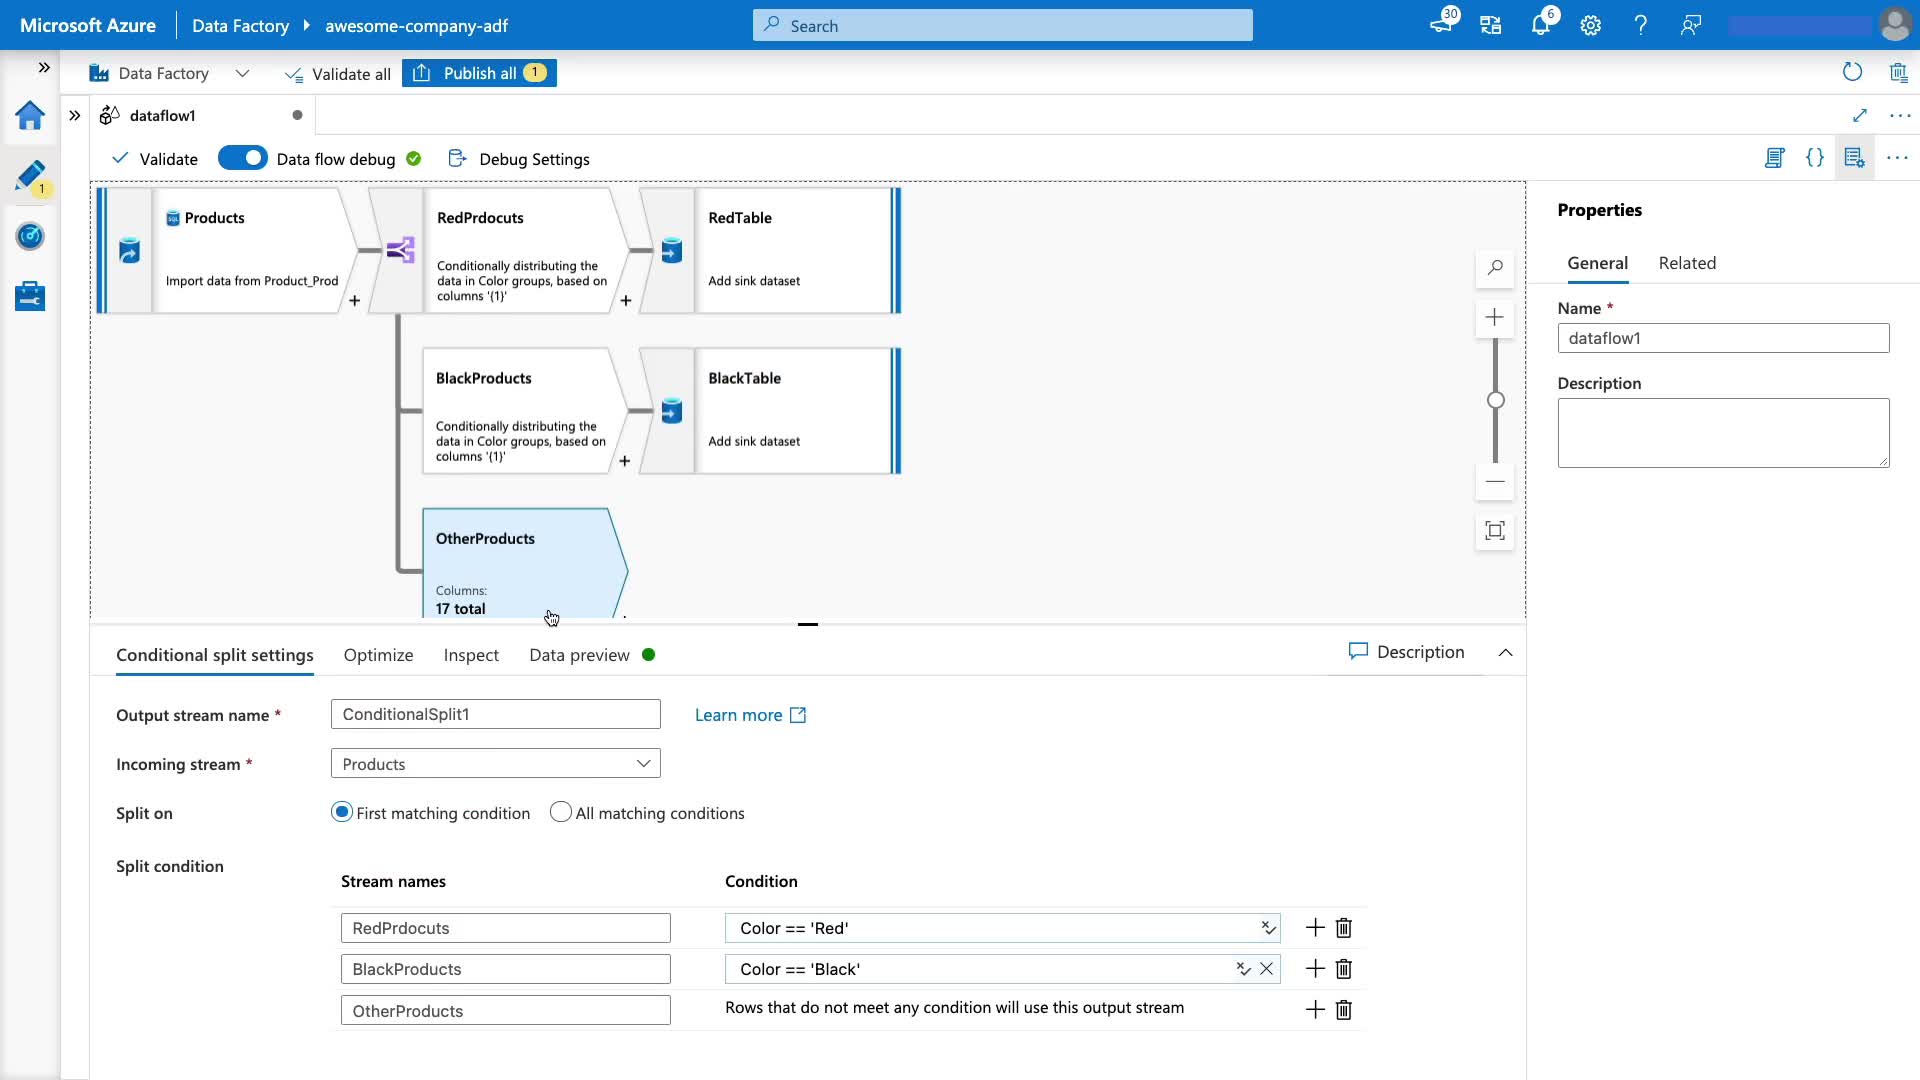 Microsoft Azure
Data Factory
awesome-company-adf
Search
30
6
Data Factory
Validate all
Publish all
1
dataflow1
1
Validate
Data flow debug
Debug Settings
SQL
Products
Import data from Product_Prod
+
RedPrdocuts
Conditionally distributing the
data in Color groups, based on
columns '{1}'
+
RedTable
Add sink dataset
BlackProducts
Conditionally distributing the
data in Color groups, based on
columns '{1}'
+
BlackTable
Add sink dataset
OtherProducts
Columns:
17 total
Properties
General
Related
Name *
dataflow1
Description
Conditional split settings
Optimize
Inspect
Data preview
Description
Output stream name *
ConditionalSplit1
Learn more
Incoming stream *
Products
Split on
First matching condition
All matching conditions
Split condition
Stream names
Condition
RedPrdocuts
Color == 'Red'
BlackProducts
Color == 'Black'
OtherProducts
Rows that do not meet any condition will use this output stream